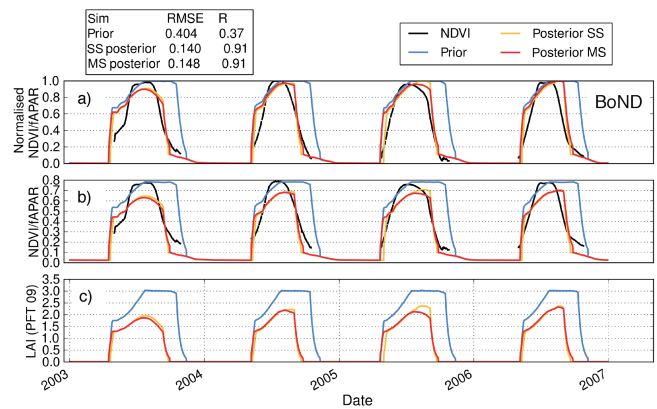 Sim RMSE R
Prior 0.404 0.37
SS posterior 0.140 0.91
MS posterior 0.148 0.91
NDVI
Prior
Posterior SS
Posterior MS
Normalised
NDVI/fAPAR
1.0
0.8
0.6
0.4
0.2
0.0
a)
BoND
NDVI/fAPAR
0.8
0.7
0.6
0.5
0.4
0.3
0.2
0.1
0.0
b)
LAI (PFT 09)
3.5
3.0
2.5
2.0
1.5
1.0
0.5
0.0
c)
2003
2004
2005
2006
2007
Date